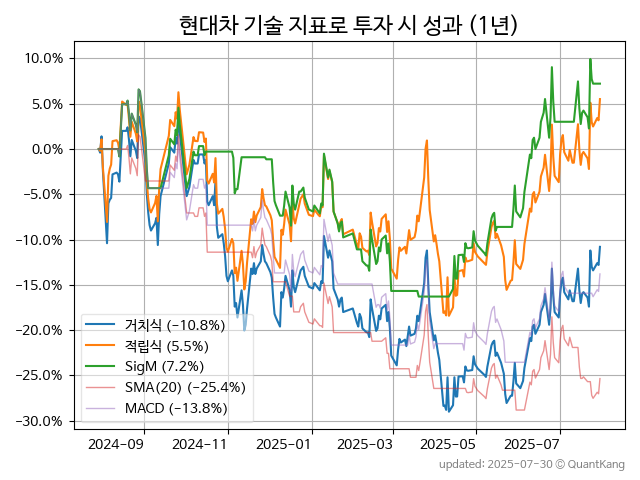 현대차 기술 지표로 투자 시 성과 (1년)
10.0%
5.0%
0.0%
−5.0%
−10.0%
−15.0%
−20.0%
−25.0%
−30.0%
거치식 (−10.8%)
적립식 (5.5%)
SigM (7.2%)
SMA(20) (−25.4%)
MACD (−13.8%)
2024-09 2024-11 2025-01 2025-03 2025-05 2025-07
updated: 2025-07-30 © QuantKang